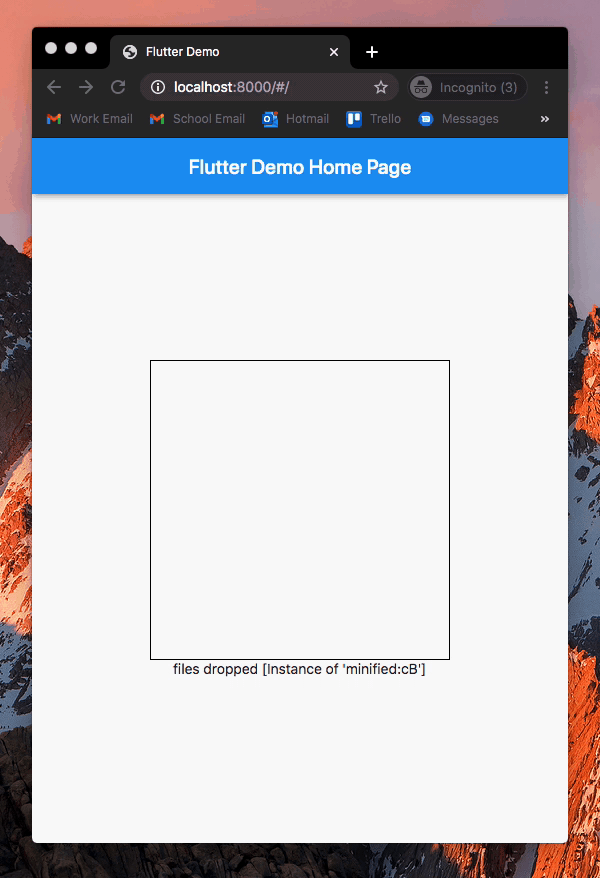 Flutter Demo
localhost:8000/#/
Incognito (3)
Work Email School Email Hotmail Trello Messages »
Flutter Demo Home Page
files dropped [Instance of 'minified:cB']